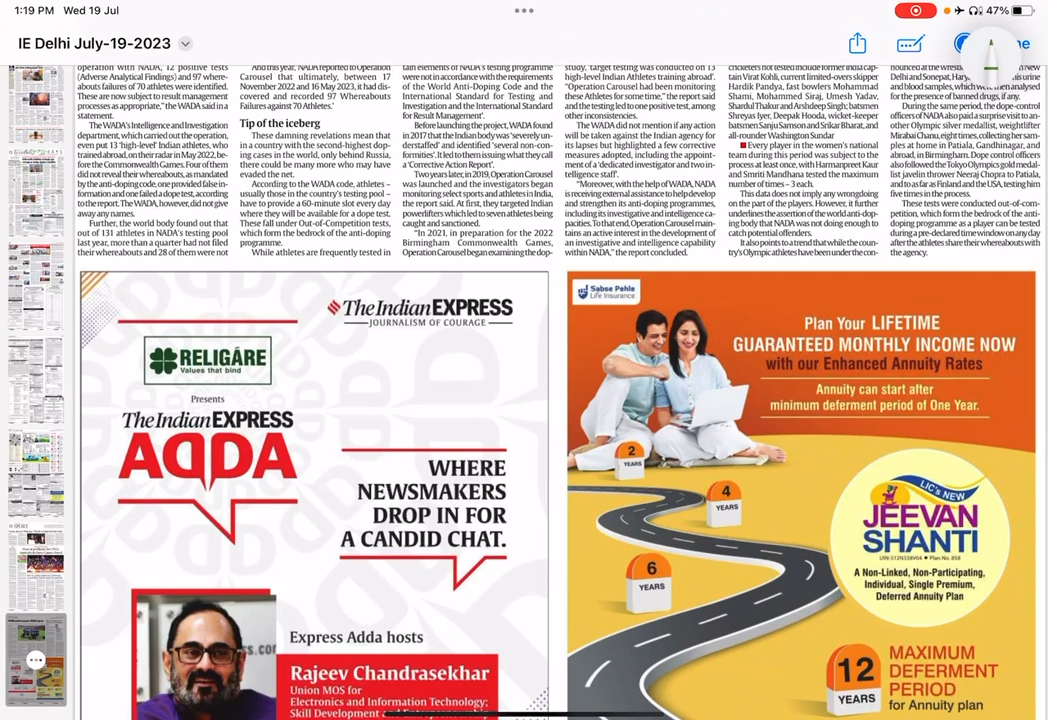 1:19 PM Wed 19 Jul
47%
IE Delhi July-19-2023
operation with NADA, 12 positive tests
(Adverse Analytical Findings) and 97 where-
abouts failures of 70 athletes were identified.
These are now subject to result management
processes as appropriate," the WADA said in a
statement.
The WADA's Intelligence and Investigation
department, which carried out the operation,
even put 13 'high-level' Indian athletes, who
trained abroad, on their radar in May 2022, be-
fore the Commonwealth Games. Four of them
did not reveal their whereabouts, as mandated
by the anti-doping code, one provided false in-
formation and one failed a dope test, according
to the report. The WADA, however, did not give
away any names.
Further, the world body found out that
out of 131 athletes in NADA's testing pool
last year, more than a quarter had not filed
their whereabouts and 28 of them were not
And this year, NADA reported to Operation
Carousel that ultimately, between 17
November 2022 and 16 May 2023, it had dis-
covered and recorded 97 Whereabouts
Failures against 70 Athletes.'
Tip of the iceberg
These damning revelations mean that
in a country with the second-highest dop-
ing cases in the world, only behind Russia,
there could be many more who may have
evaded the net.
According to the WADA code, athletes –
usually those in the country's testing pool –
have to provide a 60-minute slot every day
where they will be available for a dope test.
These fall under Out-of-Competition tests,
which form the bedrock of the anti-doping
programme.
While athletes are frequently tested in
tain elements of NADA's testing programme
were not in accordance with the requirements
of the World Anti-Doping Code and the
International Standard for Testing and
Investigation and the International Standard
for Result Management'.
Before launching the project, WADA found
in 2017 that the Indian body was 'severely un-
derstaffed' and identified 'several non-con-
formities'. It led to them issuing what they call
a 'Corrective Action Report'.
Two years later, in 2019, Operation Carousel
was launched and the investigators began
monitoring select sports and athletes in India,
the report said. At first, they targeted Indian
powerlifters which led to seven athletes being
caught and sanctioned.
"In 2021, in preparation for the 2022
Birmingham Commonwealth Games,
Operation Carousel began examining the dop-
study, 'target testing was conducted on 13
high-level Indian Athletes training abroad'.
"Operation Carousel had been monitoring
these Athletes for some time," the report said
and the testing led to one positive test, among
other inconsistencies.
The WADA did not mention if any action
will be taken against the Indian agency for
its lapses but highlighted a few corrective
measures adopted, including the appoint-
ment of a 'dedicated investigator and two in-
telligence staff'.
"Moreover, with the help of WADA, NADA
is receiving external assistance to help develop
and strengthen its anti-doping programmes,
including its investigative and intelligence ca-
pacities. To that end, Operation Carousel main-
tains an active interest in the development of
an investigative and intelligence capability
within NADA," the report concluded.
cricketers not tested include former India cap-
tain Virat Kohli, current limited-overs skipper
Hardik Pandya, fast bowlers Mohammad
Shami, Mohammed Siraj, Umesh Yadav,
Shardul Thakur and Arshdeep Singh; batsmen
Shreyas Iyer, Deepak Hooda, wicket-keeper
batsmen Sanju Samson and Srikar Bharat, and
all-rounder Washington Sundar
Every player in the women's national
team during this period was subject to the
process at least once, with Harmanpreet Kaur
and Smriti Mandhana tested the maximum
number of times – 3 each.
This data does not imply any wrongdoing
on the part of the players. However, it further
underlines the assertion of the world anti-dop-
ing body that NADA was not doing enough to
catch potential offenders.
It also points to a trend that while the coun-
try's Olympic athletes have been under the con-
Delhi and Sonepat,
and blood samples, which were then analysed
for the presence of banned drugs, if any.
During the same period, the dope-control
officers of NADA also paid a surprise visit to an-
other Olympic silver medallist, weightlifter
Mirabai Chanu, eight times, collecting her sam-
ples at home in Patiala, Gandhinagar, and
abroad, in Birmingham. Dope control officers
also followed the Tokyo Olympics gold medal-
list javelin thrower Neeraj Chopra to Patiala,
and to as far as Finland and the USA, testing him
five times in the process.
These tests were conducted out-of-com-
petition, which form the bedrock of the anti-
doping programme as a player can be tested
during a pre-declared time window on any day
after the athletes share their whereabouts with
the agency.
The Indian EXPRESS
JOURNALISM OF COURAGE
RELIGARE
Values that bind
Presents
The Indian EXPRESS
ADDA
WHERE
NEWSMAKERS
DROP IN FOR
A CANDID CHAT.
Express Adda hosts
Rajeev Chandrasekhar
Union MOS for
Electronics and Information Technology;
Skill Development and Entrepreneurship
Sabse Pehle
Life Insurance
Plan Your LIFETIME
GUARANTEED MONTHLY INCOME NOW
with our Enhanced Annuity Rates
Annuity can start after
minimum deferment period of One Year.
2
YEARS
4
YEARS
6
YEARS
LIC's NEW
JEEVAN
SHANTI
UIN-512N338V04 • Plan No. 858
A Non-Linked, Non-Participating,
Individual, Single Premium,
Deferred Annuity Plan
12
YEARS
MAXIMUM
DEFERMENT
PERIOD
for Annuity plan